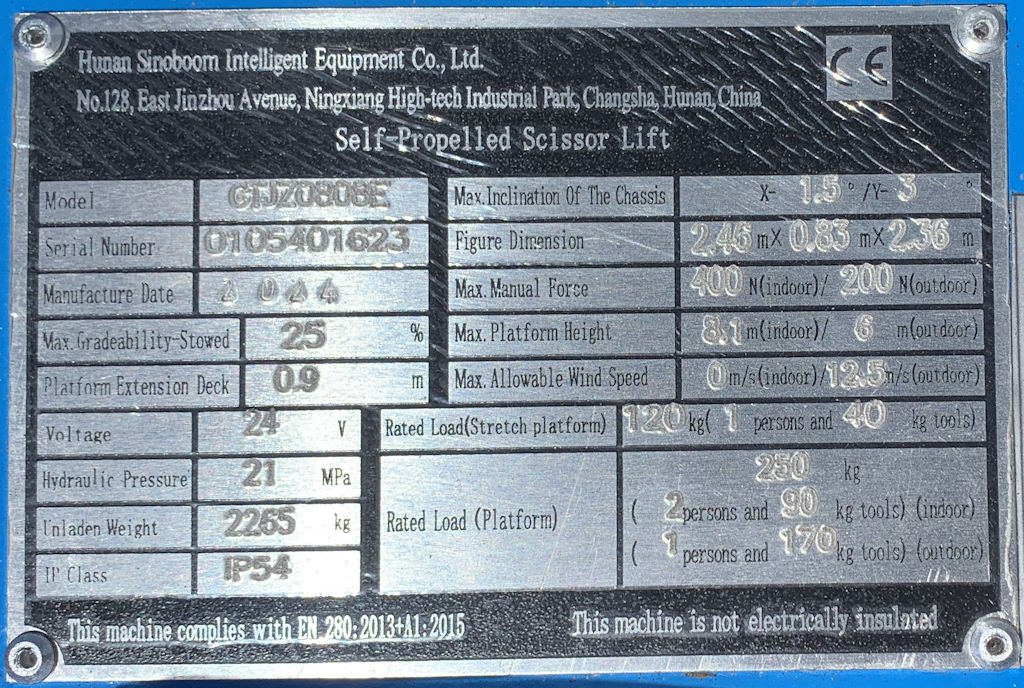 Hunan Sinoboom Intelligent Equipment Co., Ltd.
CE
No.128, East Jinzhou Avenue, Ningxiang High-tech Industrial Park, Changsha, Hunan, China
Self-Propelled Scissor Lift
Model GTJZ0808E
Serial Number 0105401623
Manufacture Date
Max. Gradeability-Stowed 25 %
Platform Extension Deck 0.9 m
Voltage 24 V
Hydraulic Pressure 21 MPa
Unladen Weight 2265 kg
IP Class IP54
Max. Inclination Of The Chassis X- 1.5 ° /Y- 3 °
Figure Dimension 2.46 mX 0.83 mX 2.36 m
Max. Manual Force 400 N(indoor)/ 200 N(outdoor)
Max. Platform Height 8.1 m(indoor)/ 6 m(outdoor)
Max. Allowable Wind Speed 0 m/s(indoor)/12.5m/s(outdoor)
Rated Load(Stretch platform) 120 kg( 1 persons and 40 kg tools)
Rated Load (Platform) 250 kg
( 2 persons and 90 kg tools) (indoor)
( 1 persons and 170 kg tools) (outdoor)
This machine complies with EN 280:2013+A1:2015
This machine is not electrically insulated